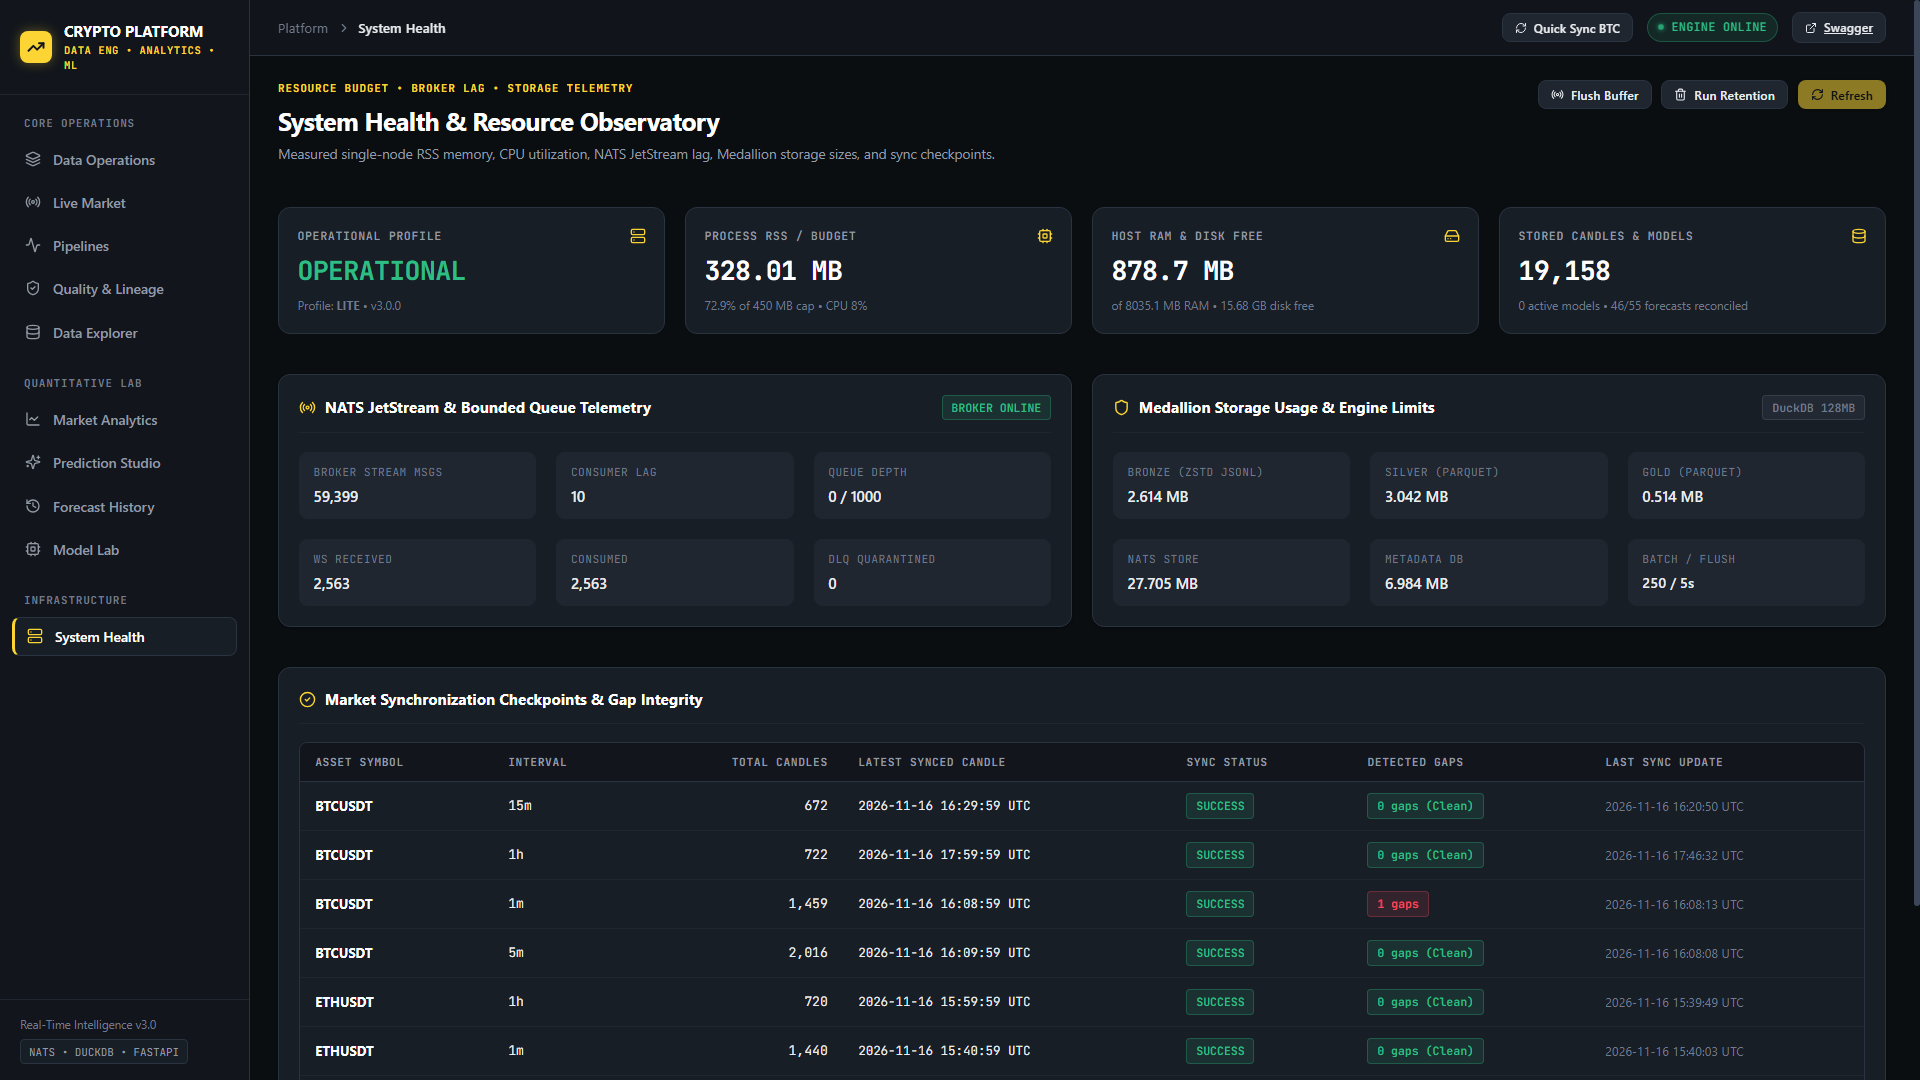 CRYPTO PLATFORM
DATA ENG • ANALYTICS •
ML
CORE OPERATIONS
Data Operations
Live Market
Pipelines
Quality & Lineage
Data Explorer
QUANTITATIVE LAB
Market Analytics
Prediction Studio
Forecast History
Model Lab
INFRASTRUCTURE
System Health
Real-Time Intelligence v3.0
NATS • DUCKDB • FASTAPI
Platform > System Health
Quick Sync BTC
ENGINE ONLINE
Swagger
RESOURCE BUDGET • BROKER LAG • STORAGE TELEMETRY
System Health & Resource Observatory
Measured single-node RSS memory, CPU utilization, NATS JetStream lag, Medallion storage sizes, and sync checkpoints.
Flush Buffer
Run Retention
Refresh
OPERATIONAL PROFILE
OPERATIONAL
Profile: LITE • v3.0.0
PROCESS RSS / BUDGET
328.01 MB
72.9% of 450 MB cap • CPU 8%
HOST RAM & DISK FREE
878.7 MB
of 8035.1 MB RAM • 15.68 GB disk free
STORED CANDLES & MODELS
19,158
0 active models • 46/55 forecasts reconciled
NATS JetStream & Bounded Queue Telemetry
BROKER ONLINE
BROKER STREAM MSGS
59,399
CONSUMER LAG
10
QUEUE DEPTH
0 / 1000
WS RECEIVED
2,563
CONSUMED
2,563
DLQ QUARANTINED
0
Medallion Storage Usage & Engine Limits
DuckDB 128MB
BRONZE (ZSTD JSONL)
2.614 MB
SILVER (PARQUET)
3.042 MB
GOLD (PARQUET)
0.514 MB
NATS STORE
27.705 MB
METADATA DB
6.984 MB
BATCH / FLUSH
250 / 5s
Market Synchronization Checkpoints & Gap Integrity
ASSET SYMBOL INTERVAL TOTAL CANDLES LATEST SYNCED CANDLE SYNC STATUS DETECTED GAPS LAST SYNC UPDATE
BTCUSDT 15m 672 2026-11-16 16:29:59 UTC SUCCESS 0 gaps (Clean) 2026-11-16 16:20:50 UTC
BTCUSDT 1h 722 2026-11-16 17:59:59 UTC SUCCESS 0 gaps (Clean) 2026-11-16 17:46:32 UTC
BTCUSDT 1m 1,459 2026-11-16 16:08:59 UTC SUCCESS 1 gaps 2026-11-16 16:08:13 UTC
BTCUSDT 5m 2,016 2026-11-16 16:09:59 UTC SUCCESS 0 gaps (Clean) 2026-11-16 16:08:08 UTC
ETHUSDT 1h 720 2026-11-16 15:59:59 UTC SUCCESS 0 gaps (Clean) 2026-11-16 15:39:49 UTC
ETHUSDT 1m 1,440 2026-11-16 15:40:59 UTC SUCCESS 0 gaps (Clean) 2026-11-16 15:40:03 UTC